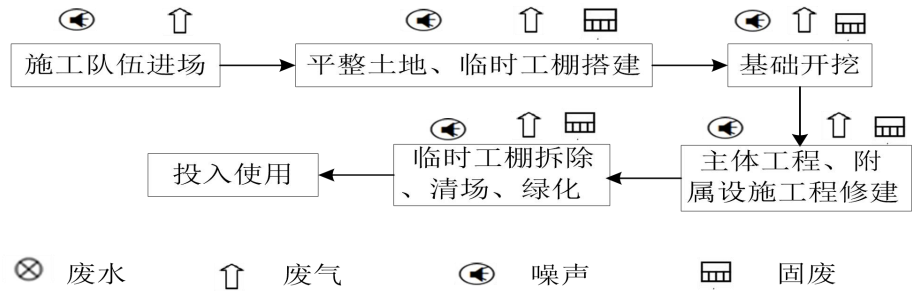 施工队伍进场
平整土地、临时工棚搭建
基础开挖
投入使用
临时工棚拆除
、清场、绿化
主体工程、附
属设施工程修建
废水
废气
噪声
固废